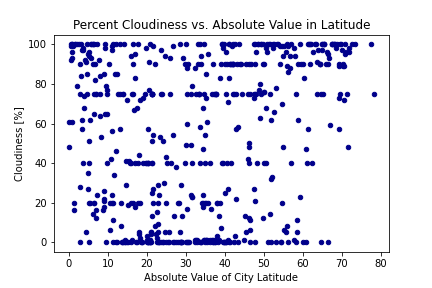 Percent Cloudiness vs. Absolute Value in Latitude
100
80
60
40
20
0
Cloudiness [%]
0 10 20 30 40 50 60 70 80
Absolute Value of City Latitude